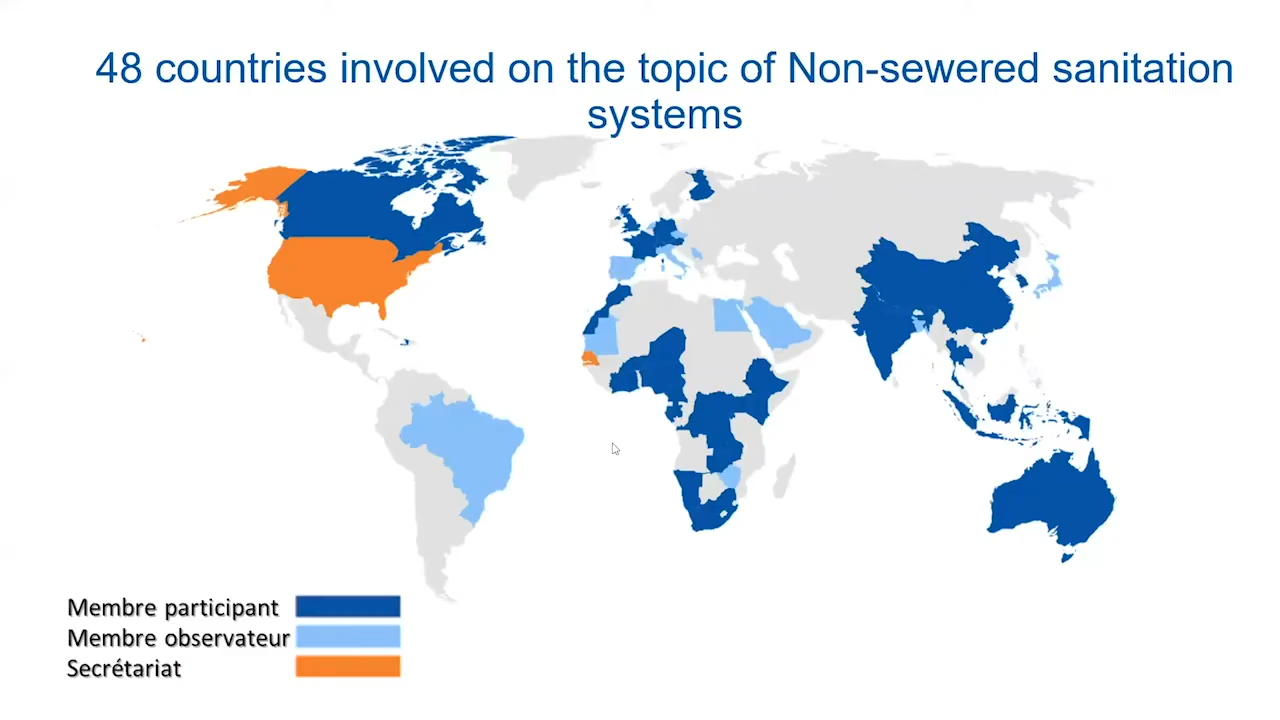 48 countries involved on the topic of Non-sewered sanitation
systems
Membre participant
Membre observateur
Secrétariat